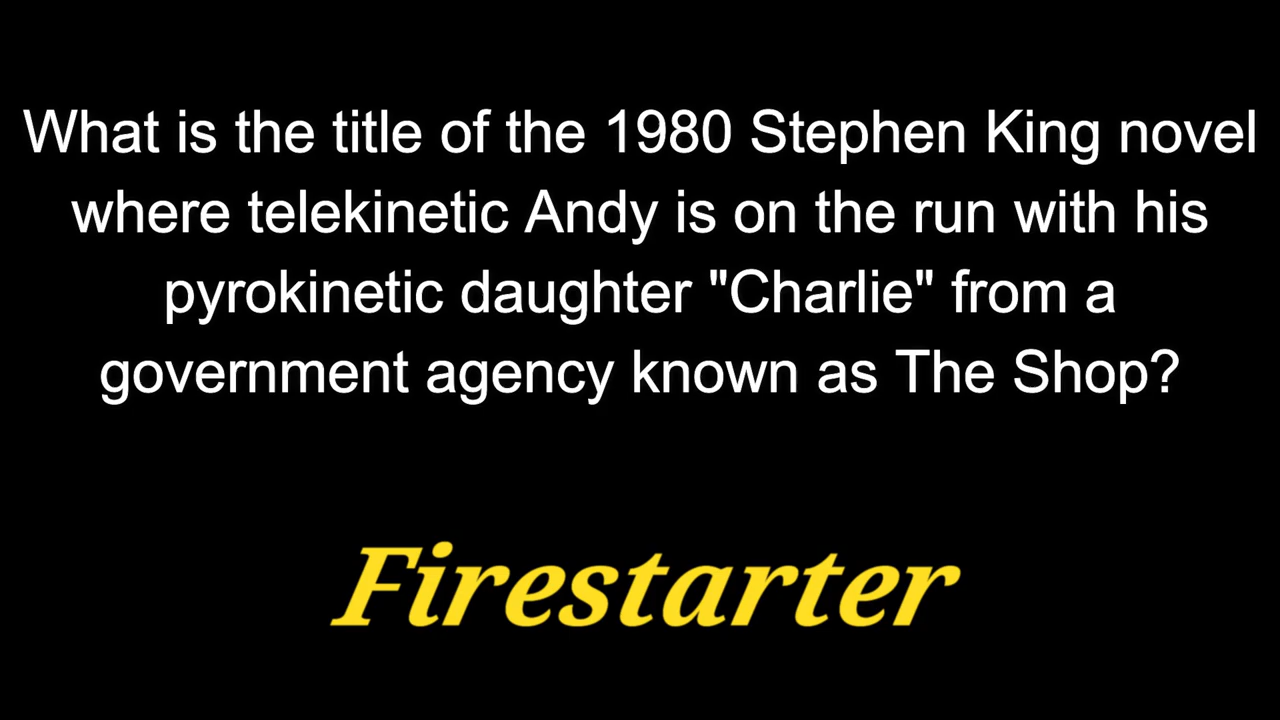 What is the title of the 1980 Stephen King novel
where telekinetic Andy is on the run with his
pyrokinetic daughter "Charlie" from a
government agency known as The Shop?
Firestarter